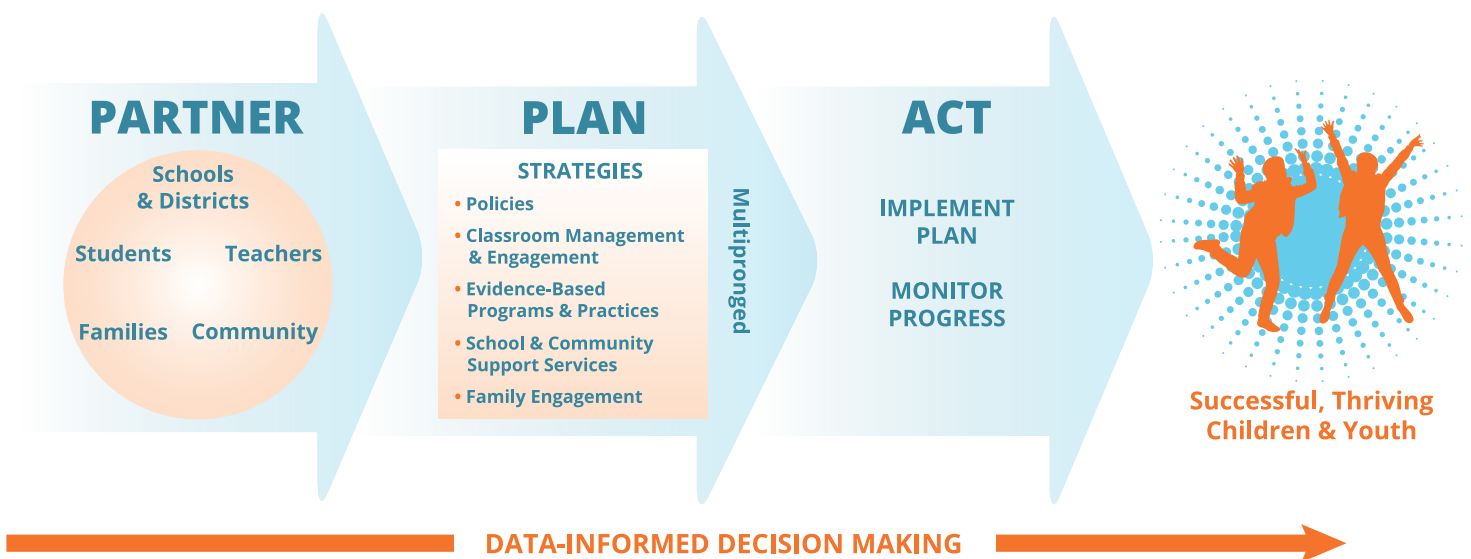 PARTNER
Schools
& Districts
Students
Teachers
Families
Community
PLAN
STRATEGIES
• Policies
• Classroom Management
& Engagement
• Evidence-Based
Programs & Practices
• School & Community
Support Services
• Family Engagement
Multipronged
ACT
IMPLEMENT
PLAN
MONITOR
PROGRESS
Successful, Thriving
Children & Youth
DATA-INFORMED DECISION MAKING